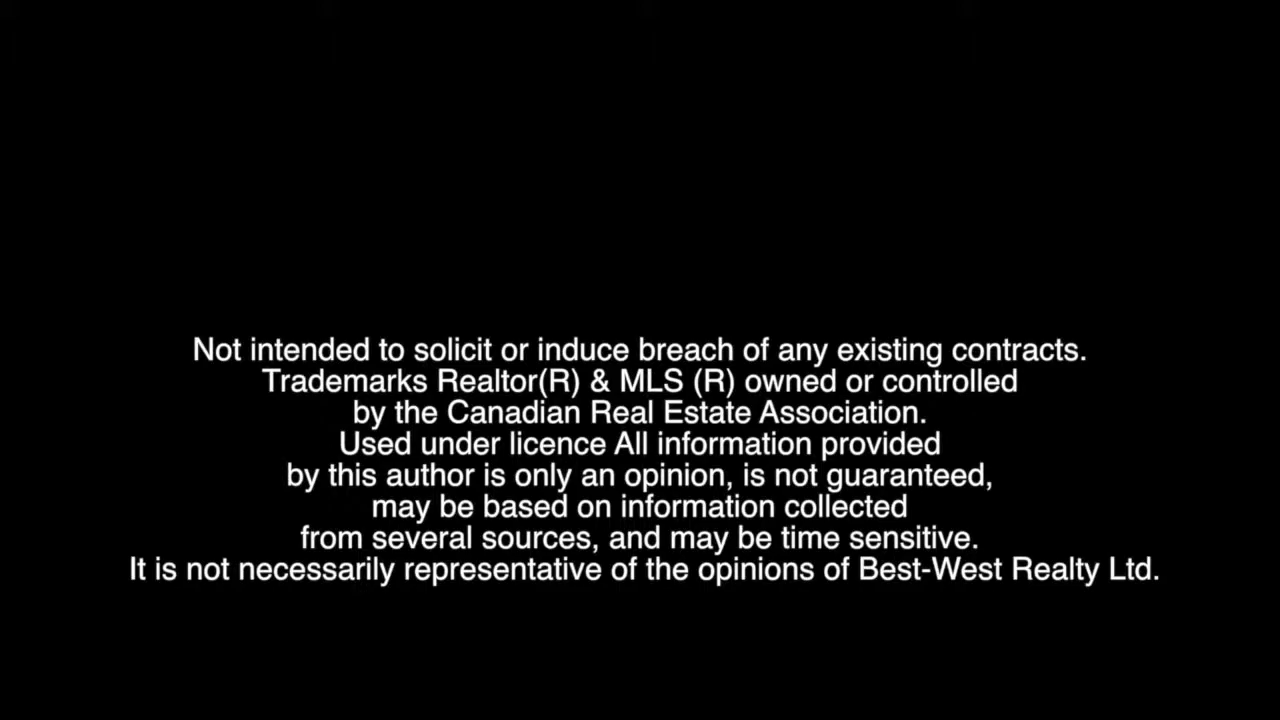 Not intended to solicit or induce breach of any existing contracts.
Trademarks Realtor(R) & MLS (R) owned or controlled
by the Canadian Real Estate Association.
Used under licence All information provided
by this author is only an opinion, is not guaranteed,
may be based on information collected
from several sources, and may be time sensitive.
It is not necessarily representative of the opinions of Best-West Realty Ltd.